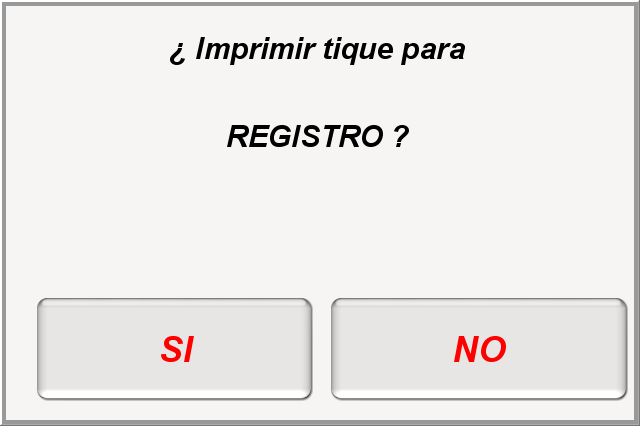 ¿ Imprimir tique para
REGISTRO ?
SI
NO